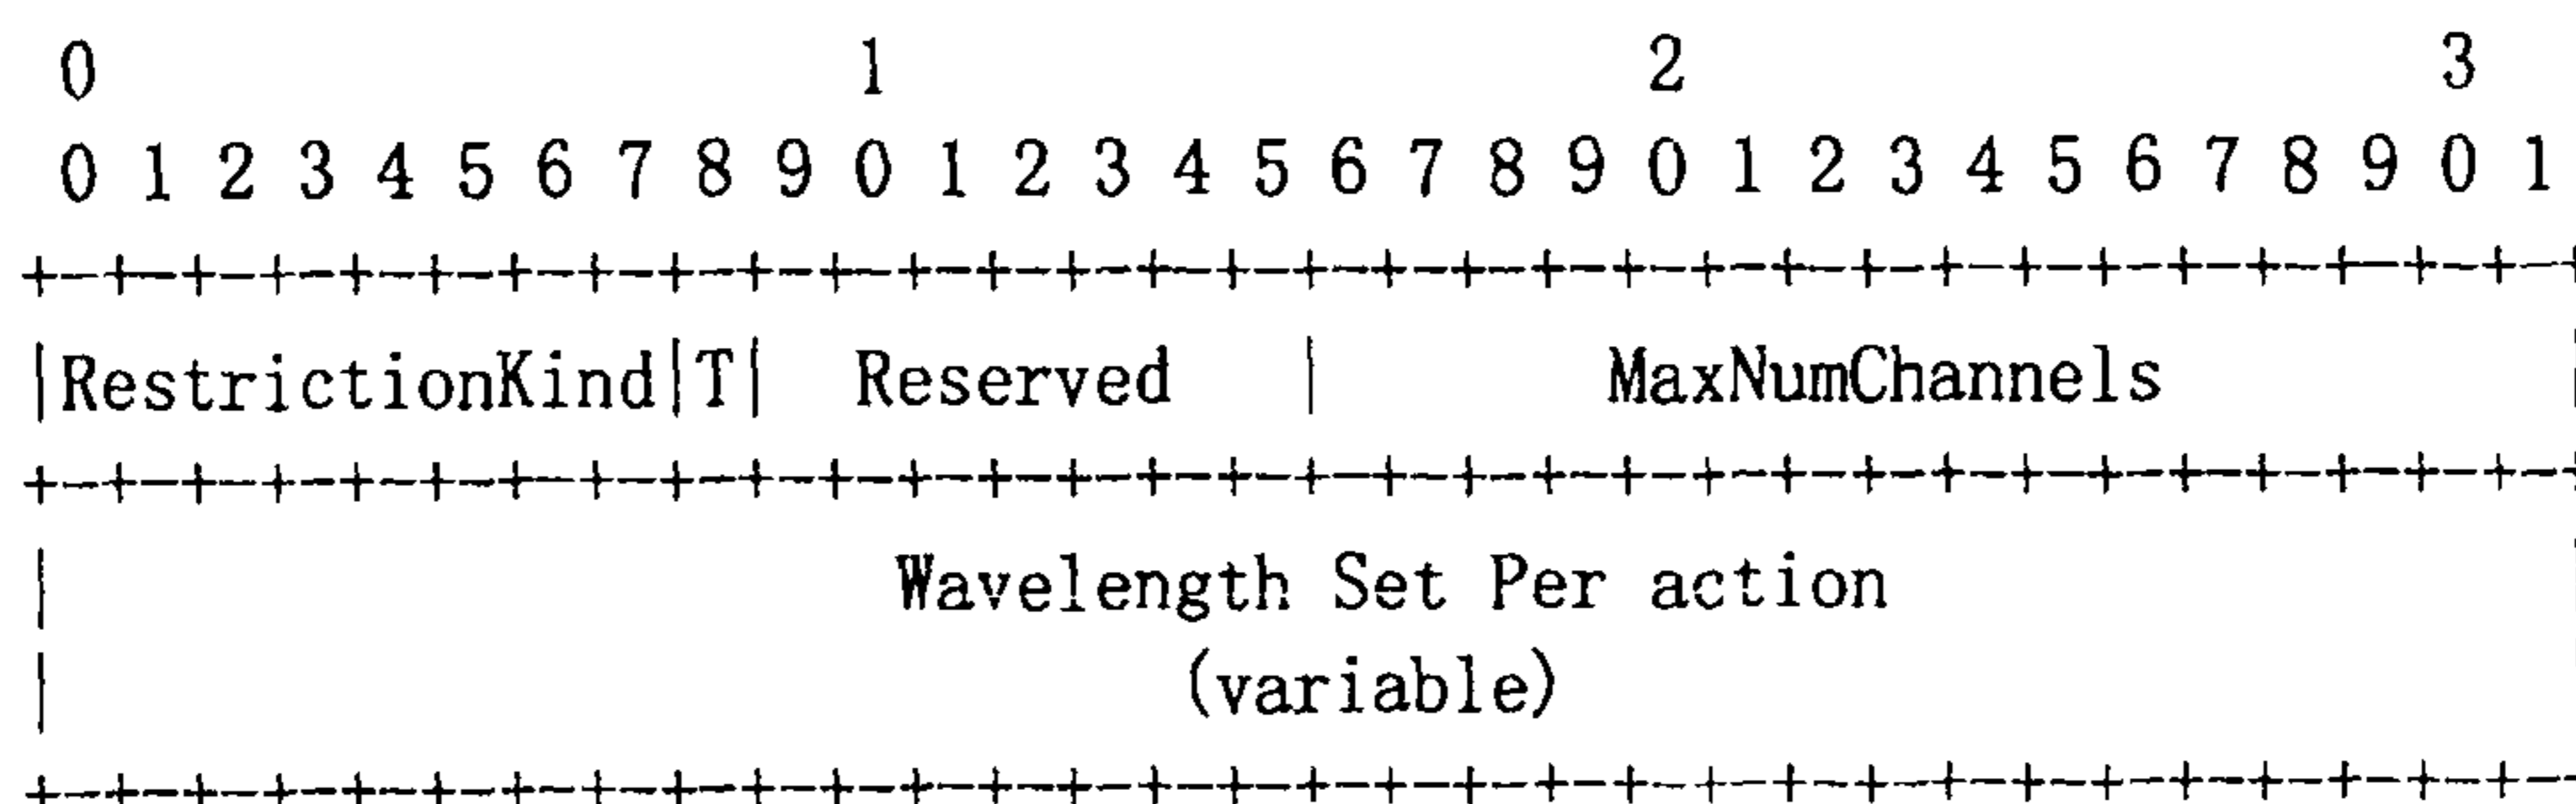 0 1 2 3
0 1 2 3 4 5 6 7 8 9 0 1 2 3 4 5 6 7 8 9 0 1 2 3 4 5 6 7 8 9 0 1
+-+-+-+-+-+-+-+-+-+-+-+-+-+-+-+-+-+-+-+-+-+-+-+-+-+-+-+-+-+-+-+-+
|RestrictionKind|T| Reserved | MaxNumChannels |
+-+-+-+-+-+-+-+-+-+-+-+-+-+-+-+-+-+-+-+-+-+-+-+-+-+-+-+-+-+-+-+-+
| Wavelength Set Per action |
| (variable)
+-+-+-+-+-+-+-+-+-+-+-+-+-+-+-+-+-+-+-+-+-+-+-+-+-+-+-+-+-+-+-+-+